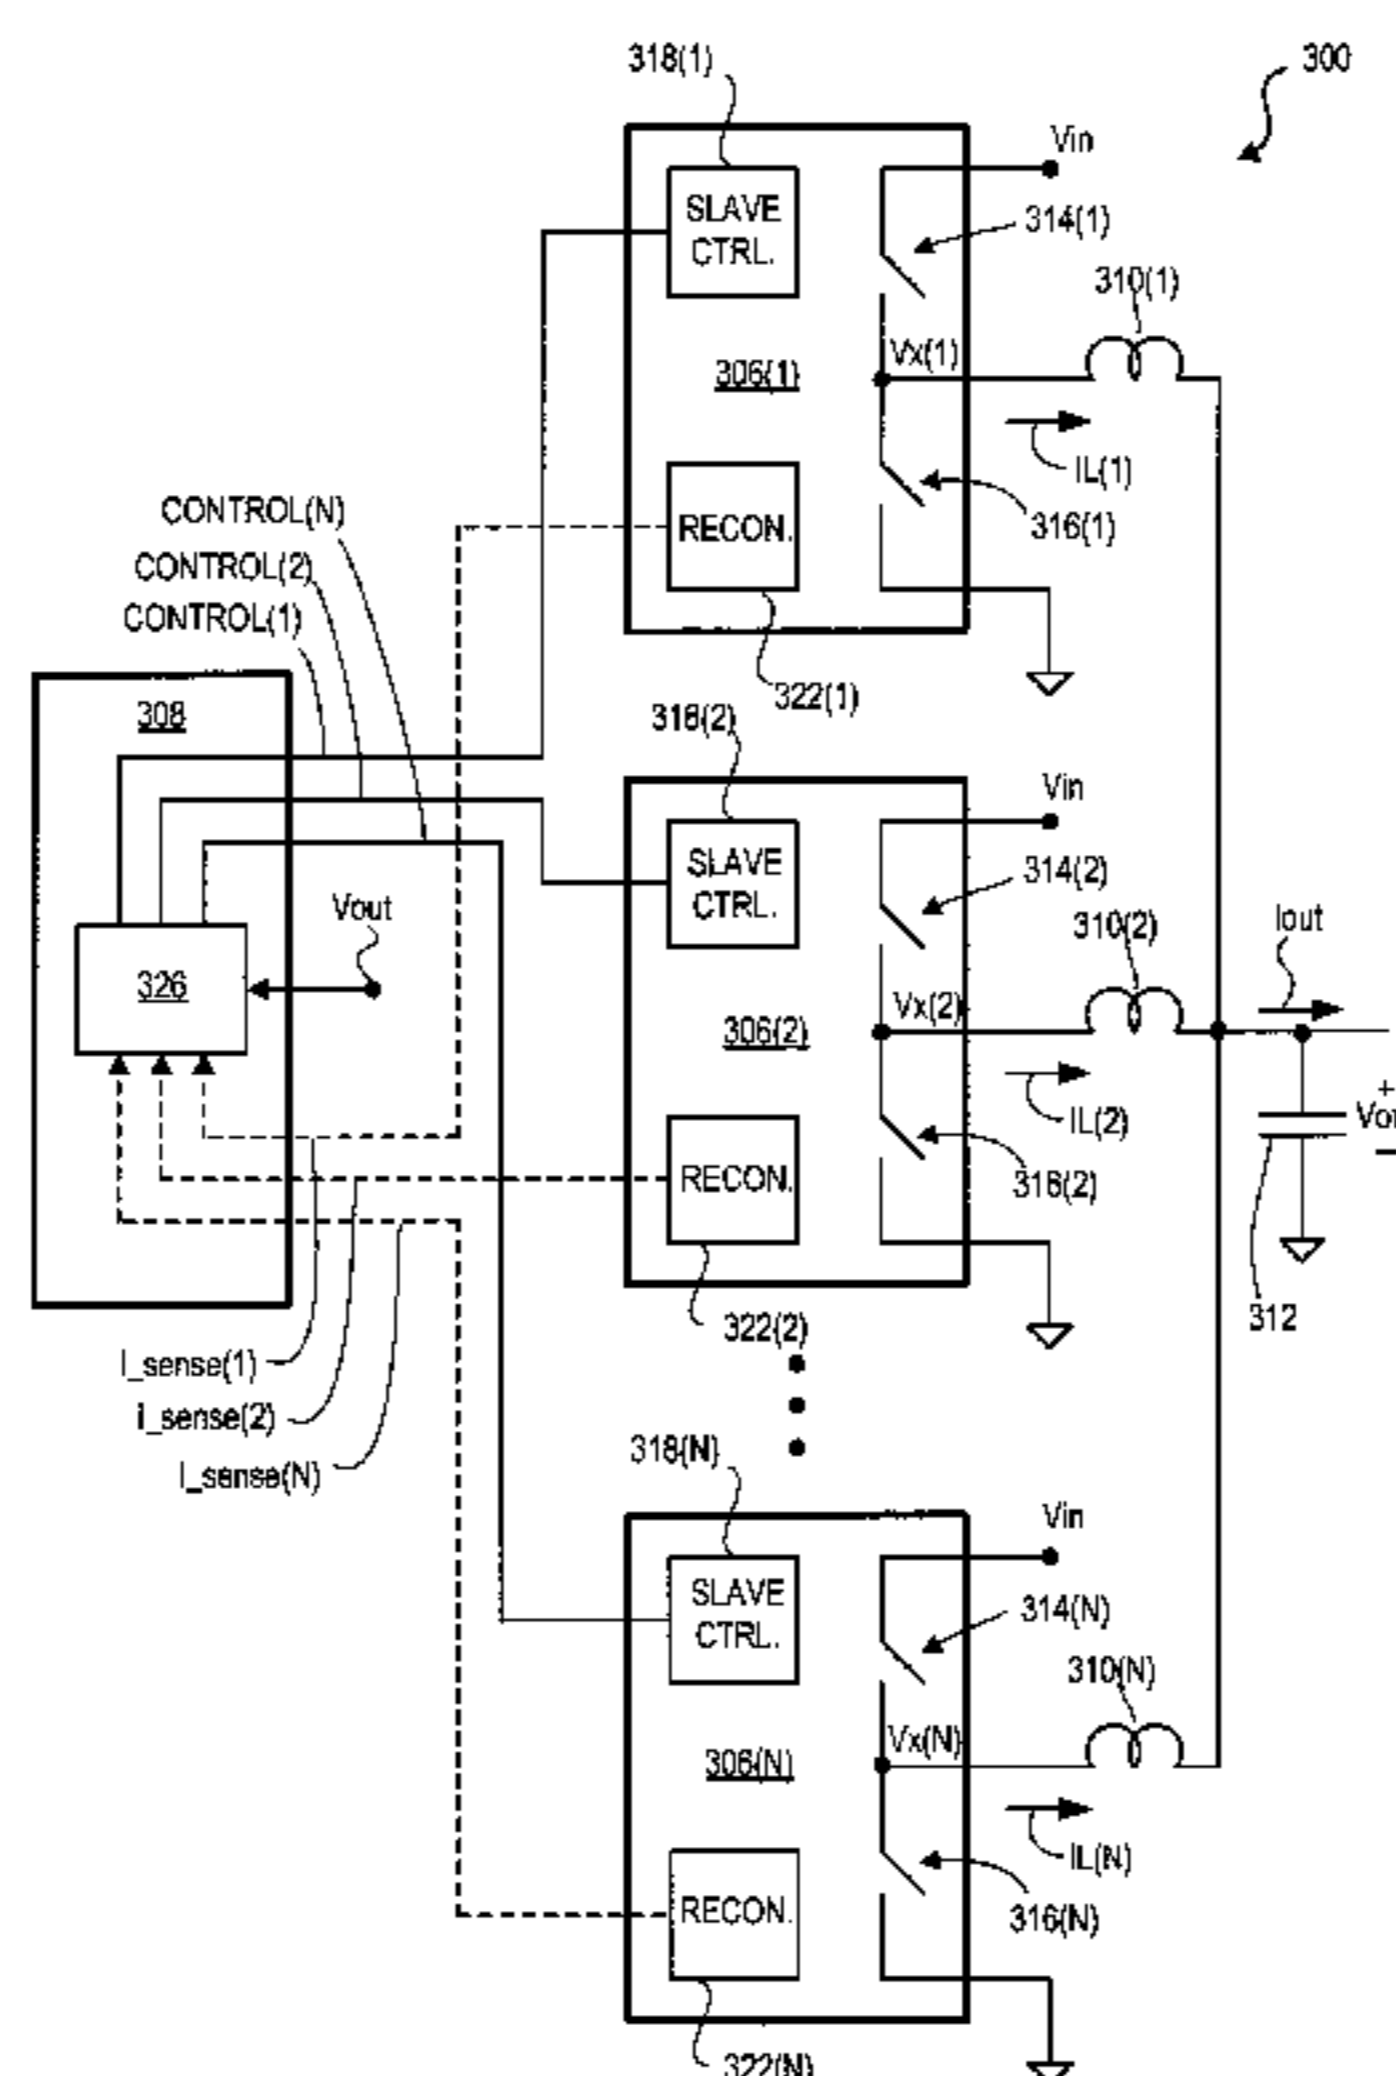 318(1)
300
Vin
SLAVE
CTRL.
314(1)
310(1)
Vx(1)
306(1)
IL(1)
CONTROL(N)
RECON.
316(1)
CONTROL(2)
CONTROL(1)
322(1)
308
318(2)
Vin
SLAVE
CTRL.
314(2)
Vout
310(2)
Iout
326
Vx(2)
306(2)
+
IL(2)
RECON.
316(2)
312
322(2)
I_sense(1)
i_sense(2)
318(N)
I_sense(N)
Vin
SLAVE
CTRL.
314(N)
310(N)
Vx(N)
306(N)
IL(N)
RECON.
316(N)
322(N)